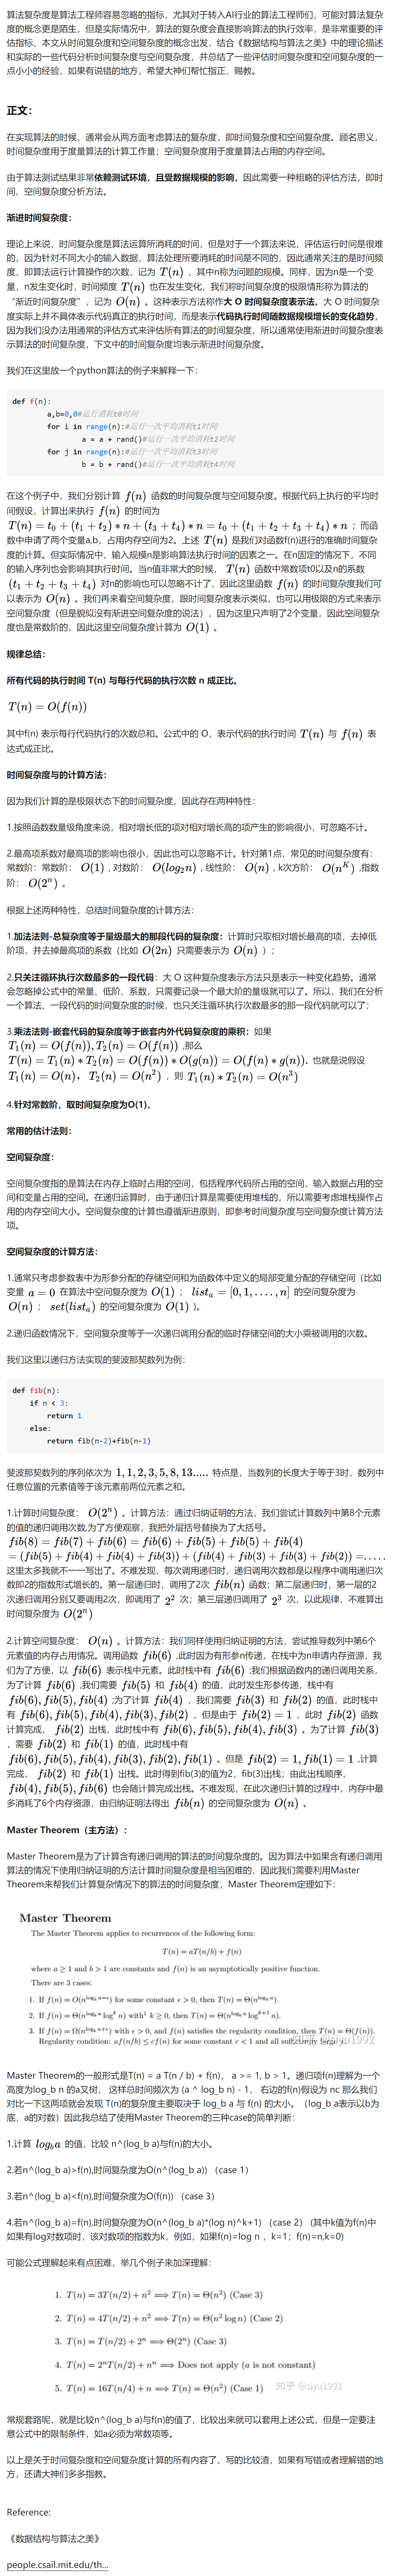 算法复杂度是算法工程师容易忽略的指标，尤其对于转入AI行业的算法工程师们，可能对算法复杂
度的概念更是陌生，但是实际情况中，算法的复杂度会直接影响算法的执行效率，是非常重要的评
估指标，本文从时间复杂度和空间复杂度的概念出发，结合《数据结构与算法之美》中的理论描述
和实际的一些代码分析时间复杂度与空间复杂度，并总结了一些评估时间复杂度和空间复杂度的一
点小小的经验，如果有说错的地方，希望大神们帮忙指正、赐教。
正文：
在实现算法的时候，通常会从两方面考虑算法的复杂度，即时间复杂度和空间复杂度。顾名思义，
时间复杂度用于度量算法的计算工作量；空间复杂度用于度量算法占用的内存空间。
由于算法测试结果非常依赖测试环境，且受数据规模的影响，因此需要一种粗略的评估方法，即时
间、空间复杂度分析方法。
渐进时间复杂度：
理论上来说，时间复杂度是算法运算所消耗的时间，但是对于一个算法来说，评估运行时间是很难
的，因为针对不同大小的输入数据，算法处理所要消耗的时间是不同的，因此通常关注的是时间频
度，即算法运行计算操作的次数，记为 T(n) ，其中n称为问题的规模。同样，因为n是一个变
量，n发生变化时，时间频度 T(n) 也在发生变化，我们称时间复杂度的极限情形称为算法的
“渐近时间复杂度”，记为 O(n) 。这种表示方法称作大 O 时间复杂度表示法。大 O 时间复杂
度实际上并不具体表示代码真正的执行时间，而是表示代码执行时间随数据规模增长的变化趋势，
因为我们没办法用通常的评估方式来评估所有算法的时间复杂度，所以通常使用渐进时间复杂度表
示算法的时间复杂度，下文中的时间复杂度均表示渐进时间复杂度。
我们在这里放一个python算法的例子来解释一下：
def f(n):
a,b=0,0#运行消耗t0时间
for i in range(n):#运行一次平均消耗t1时间
a = a + rand()#运行一次平均消耗t2时间
for j in range(n):#运行一次平均消耗t3时间
b = b + rand()#运行一次平均消耗t4时间
在这个例子中，我们分别计算 f(n) 函数的时间复杂度与空间复杂度。根据代码上执行的平均时
间假设，计算出来执行 f(n) 的时间为
T(n) = t₀ + (t₁ + t₂) * n + (t₃ + t₄) * n = t₀ + (t₁ + t₂ + t₃ + t₄) * n ；而函
数中申请了两个变量a,b，占用内存空间为2。上述 T(n) 是我们对函数f(n)进行的准确时间复杂
度的计算。但实际情况中，输入规模n是影响算法执行时间的因素之一。在n固定的情况下，不同
的输入序列也会影响其执行时间。当n值非常大的时候， T(n) 函数中常数项t0以及n的系数
(t₁ + t₂ + t₃ + t₄) 对n的影响也可以忽略不计了，因此这里函数 f(n) 的时间复杂度我们可
以表示为 O(n) 。我们再来看空间复杂度，跟时间复杂度表示类似，也可以用极限的方式来表示
空间复杂度（但是貌似没有渐进空间复杂度的说法），因为这里只声明了2个变量，因此空间复杂
度也是常数阶的，因此这里空间复杂度计算为 O(1) 。
规律总结：
所有代码的执行时间 T(n) 与每行代码的执行次数 n 成正比。
T(n) = O(f(n))
其中f(n) 表示每行代码执行的次数总和。公式中的 O，表示代码的执行时间 T(n) 与 f(n) 表
达式成正比。
时间复杂度与的计算方法：
因为我们计算的是极限状态下的时间复杂度，因此存在两种特性：
1.按照函数数量级角度来说，相对增长低的项对相对增长高的项产生的影响很小，可忽略不计。
2.最高项系数对最高项的影响也很小，因此也可以忽略不计。针对第1点，常见的时间复杂度有：
常数阶：常数阶： O(1) , 对数阶： O(log₂n) , 线性阶： O(n) , k次方阶： O(nᴷ) ,指数
阶： O(2ⁿ) 。
根据上述两种特性，总结时间复杂度的计算方法：
1.加法法则-总复杂度等于量级最大的那段代码的复杂度：计算时只取相对增长最高的项，去掉低
阶项，并去掉最高项的系数（比如 O(2n) 只需要表示为 O(n) ）；
2.只关注循环执行次数最多的一段代码：大 O 这种复杂度表示方法只是表示一种变化趋势。通常
会忽略掉公式中的常量、低阶、系数，只需要记录一个最大阶的量级就可以了。所以，我们在分析
一个算法、一段代码的时间复杂度的时候，也只关注循环执行次数最多的那一段代码就可以了；
3.乘法法则-嵌套代码的复杂度等于嵌套内外代码复杂度的乘积：如果
T₁(n) = O(f(n)), T₂(n) = O(f(n)) ,那么
T(n) = T₁(n) * T₂(n) = O(f(n)) * O(g(n)) = O(f(n) * g(n)). 也就是说假设
T₁(n) = O(n)， T₂(n) = O(n²) ，则 T₁(n) * T₂(n) = O(n³)
4.针对常数阶，取时间复杂度为O(1)。
常用的估计法则：
空间复杂度：
空间复杂度指的是算法在内存上临时占用的空间，包括程序代码所占用的空间，输入数据占用的空
间和变量占用的空间。在递归运算时，由于递归计算是需要使用堆栈的，所以需要考虑堆栈操作占
用的内存空间大小。空间复杂度的计算也遵循渐进原则，即参考时间复杂度与空间复杂度计算方法
项。
空间复杂度的计算方法：
1.通常只考虑参数表中为形参分配的存储空间和为函数体中定义的局部变量分配的存储空间（比如
变量 a = 0 在算法中空间复杂度为 O(1) ； listₐ = [0, 1, ...., n] 的空间复杂度为
O(n) ； set(listₐ) 的空间复杂度为 O(1) )。
2.递归函数情况下，空间复杂度等于一次递归调用分配的临时存储空间的大小乘被调用的次数。
我们这里以递归方法实现的斐波那契数列为例：
def fib(n):
if n < 3:
return 1
else:
return fib(n-2)+fib(n-1)
斐波那契数列的序列依次为 1, 1, 2, 3, 5, 8, 13..... 特点是，当数列的长度大于等于3时，数列中
任意位置的元素值等于该元素前两位元素之和。
1.计算时间复杂度： O(2ⁿ) 。计算方法：通过归纳证明的方法，我们尝试计算数列中第8个元素
的值的递归调用次数,为了方便观察，我把外层括号替换为了大括号。
fib(8) = fib(7) + fib(6) = fib(6) + fib(5) + fib(5) + fib(4)
= (fib(5) + fib(4) + fib(4) + fib(3)) + (fib(4) + fib(3) + fib(3) + fib(2)) =.....
这里太多我就不一一写出了。不难发现，每次调用递归时，递归调用次数都是以程序中调用递归次
数即2的指数形式增长的。第一层递归时，调用了2次 fib(n) 函数；第二层递归时，第一层的2
次递归调用分别又要调用2次，即调用了 2² 次；第三层递归调用了 2³ 次，以此规律，不难算出
时间复杂度为 O(2ⁿ)
2.计算空间复杂度： O(n) 。计算方法：我们同样使用归纳证明的方法，尝试推导数列中第6个
元素值的内存占用情况。调用函数 fib(6) ,此时因为有形参n传递，在栈中为n申请内存资源，我
们为了方便，以 fib(6) 表示栈中元素。此时栈中有 fib(6) ;我们根据函数内的递归调用关系，
为了计算 fib(6) ,我们需要 fib(5) 和 fib(4) 的值，此时发生形参传递，栈中有
fib(6), fib(5), fib(4) ;为了计算 fib(4) ，我们需要 fib(3) 和 fib(2) 的值，此时栈中
有 fib(6), fib(5), fib(4), fib(3), fib(2) ，但是由于 fib(2) = 1 ，此时 fib(2) 函数
计算完成， fib(2) 出栈，此时栈中有 fib(6), fib(5), fib(4), fib(3) 。为了计算 fib(3)
，需要 fib(2) 和 fib(1) 的值，此时栈中有
fib(6), fib(5), fib(4), fib(3), fib(2), fib(1) 。但是 fib(2) = 1, fib(1) = 1 ,计算
完成， fib(2) 和 fib(1) 出栈。此时得到fib(3)的值为2，fib(3)出栈；由此出栈顺序，
fib(4), fib(5), fib(6) 也会随计算完成出栈。不难发现，在此次递归计算的过程中，内存中最
多消耗了6个内存资源，由归纳证明法得出 fib(n) 的空间复杂度为 O(n) 。
Master Theorem（主方法）：
Master Theorem是为了计算含有递归调用的算法的时间复杂度的。因为算法中如果含有递归调用
算法的情况下使用归纳证明的方法计算时间复杂度是相当困难的，因此我们需要利用Master
Theorem来帮我们计算复杂情况下的算法的时间复杂度，Master Theorem定理如下：
Master Theorem
The Master Theorem applies to recurrences of the following form:
T(n) = aT(n/b) + f(n)
where a ≥ 1 and b > 1 are constants and f(n) is an asymptotically positive function.
There are 3 cases:
1. If f(n) = O(n^(log_b a−ε)) for some constant ε > 0, then T(n) = Θ(n^(log_b a)).
2. If f(n) = Θ(n^(log_b a) log^k n) with¹ k ≥ 0, then T(n) = Θ(n^(log_b a) log^(k+1) n).
3. If f(n) = Ω(n^(log_b a+ε)) with ε > 0, and f(n) satisfies the regularity condition, then T(n) = Θ(f(n)).
Regularity condition: af(n/b) ≤ cf(n) for some constant c < 1 and all sufficiently large n.
知乎 @siyu1992
Master Theorem的一般形式是T(n) = a T(n / b) + f(n)， a >= 1, b > 1。递归项f(n)理解为一个
高度为log_b n 的a叉树， 这样总时间频次为 (a ^ log_b n) - 1， 右边的f(n)假设为 nc 那么我们
对比一下这两项就会发现 T(n)的复杂度主要取决于 log_b a 与 f(n) 的大小。（log_b a表示以b为
底，a的对数）因此我总结了使用Master Theorem的三种case的简单判断：
1.计算 log_b a 的值，比较 n^(log_b a)与f(n)的大小。
2.若n^(log_b a)>f(n),时间复杂度为O(n^(log_b a)) （case 1）
3.若n^(log_b a)<f(n),时间复杂度为O(f(n)) （case 3）
4.若n^(log_b a)=f(n),时间复杂度为O(n^(log_b a)*(log n)^k+1) （case 2） (其中k值为f(n)中
如果有log对数项时，该对数项的指数为k，例如，如果f(n)=log n ，k=1；f(n)=n,k=0)
可能公式理解起来有点困难，举几个例子来加深理解：
1. T(n) = 3T(n/2) + n² ⟹ T(n) = Θ(n²) (Case 3)
2. T(n) = 4T(n/2) + n² ⟹ T(n) = Θ(n² log n) (Case 2)
3. T(n) = T(n/2) + 2ⁿ ⟹ Θ(2ⁿ) (Case 3)
4. T(n) = 2ⁿT(n/2) + nⁿ ⟹ Does not apply (a is not constant)
5. T(n) = 16T(n/4) + n ⟹ T(n) = Θ(n²) (Case 1)
知乎 @siyu1992
常规套路呢，就是比较n^(log_b a)与f(n)的值了，比较出来就可以套用上述公式，但是一定要注
意公式中的限制条件，如a必须为常数项等。
以上是关于时间复杂度和空间复杂度计算的所有内容了，写的比较渣，如果有写错或者理解错的地
方，还请大神们多多指教。
Reference:
《数据结构与算法之美》
people.csail.mit.edu/th...